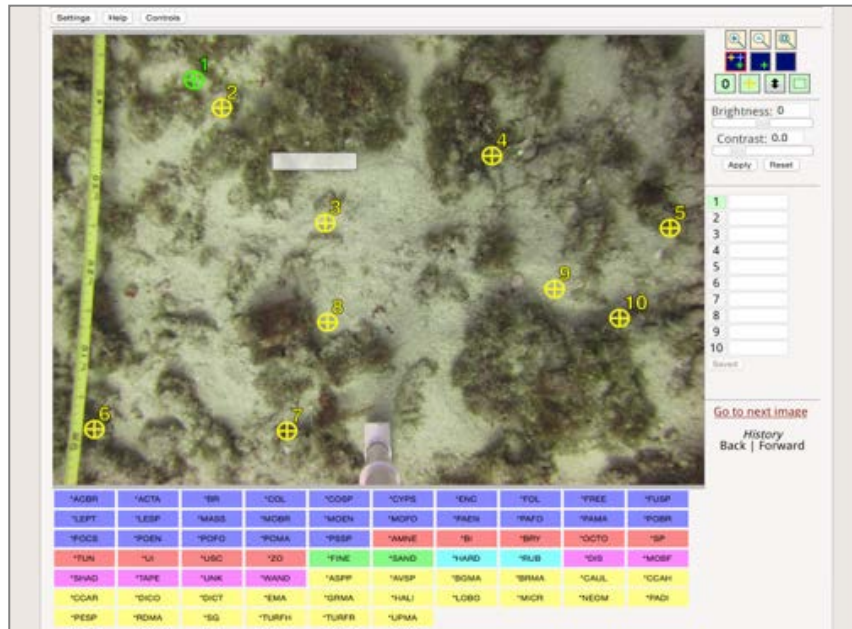 Settings Help Controls
1
2
3
4
5
6
7
8
9
10
0
Brightness: 0
Contrast: 0.0
Apply Reset
1
2
3
4
5
6
7
8
9
10
Saved
Go to next image
History
Back | Forward
*ACBR *ACTA *BR *COL *COSP *CYPS *ENC *FOL *FREE *FUSP
*LEPT *LESP *MASS *MOBR *MOEN *MOFO *PAEN *PAFO *PAMA *POBR
*POCS *POEN *POFO *POMA *PSSP *AMNE *BI *BRY *OCTO *SP
*TUN *UI *USC *ZO *FINE *SAND *HARD *RUB *DIS *MOBF
*SHAD *TAPE *UNK *WAND *ASPP *AVSP *BGMA *BRMA *CAUL *CCAH
*CCAR *DICO *DICT *EMA *GRMA *HALI *LOBO *MICR *NEOM *PADI
*PESP *RDMA *SG *TURFH *TURFR *UPMA